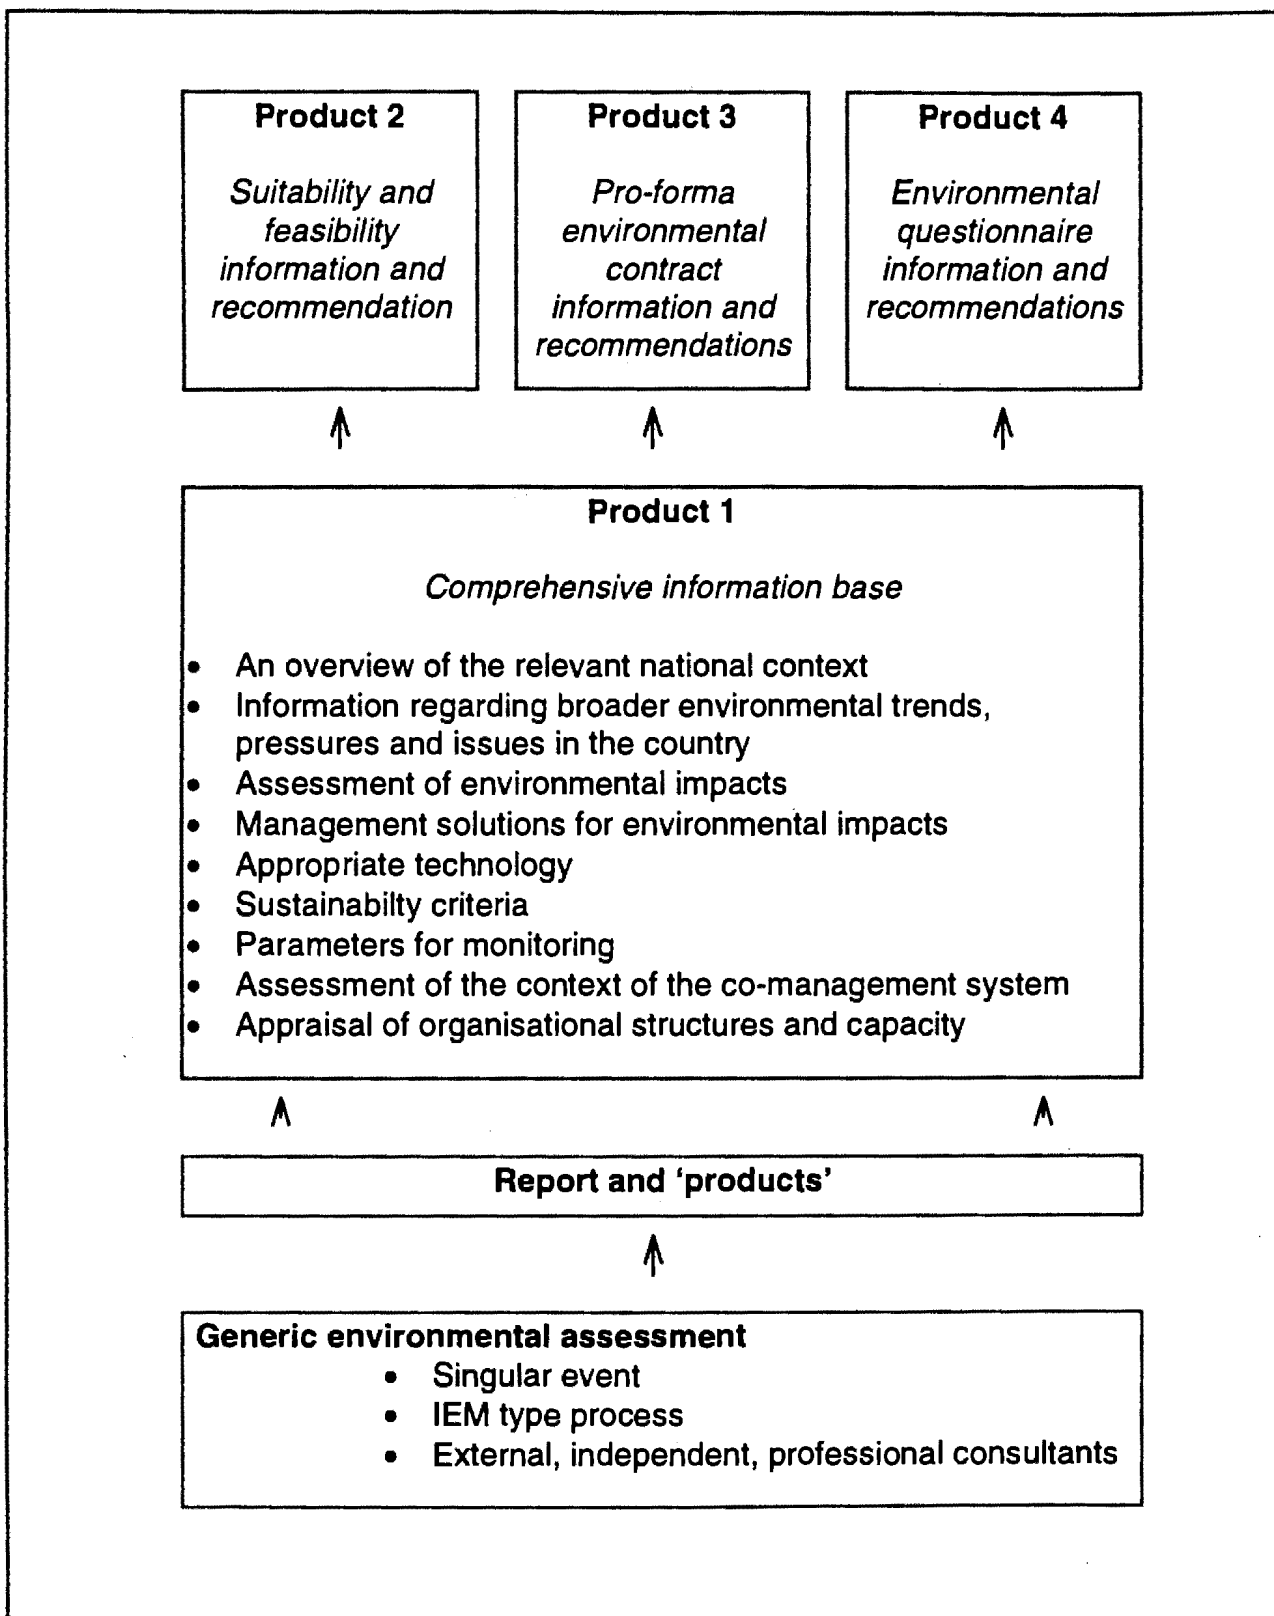 Product 2
Suitability and
feasibility
information and
recommendation
Product 3
Pro-forma
environmental
contract
information and
recommendations
Product 4
Environmental
questionnaire
information and
recommendations
Product 1
Comprehensive information base
• An overview of the relevant national context
• Information regarding broader environmental trends,
pressures and issues in the country
• Assessment of environmental impacts
• Management solutions for environmental impacts
• Appropriate technology
• Sustainabilty criteria
• Parameters for monitoring
• Assessment of the context of the co-management system
• Appraisal of organisational structures and capacity
Report and ‘products’
Generic environmental assessment
• Singular event
• IEM type process
• External, independent, professional consultants